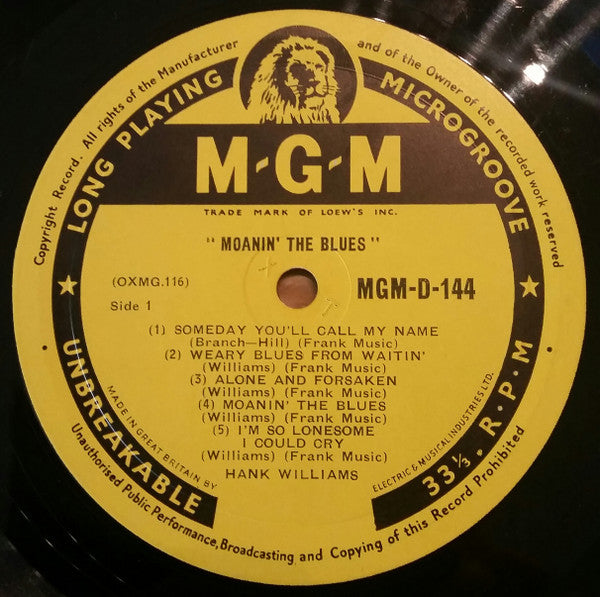 Copyright Record. All rights of the Manufacturer and of the Owner of the recorded work reserved
LONG PLAYING MICROGROOVE
M-G-M
TRADE MARK OF LOEW'S INC.
"MOANIN' THE BLUES"
(OXMG.116)
MGM-D-144
Side 1
(1) SOMEDAY YOU'LL CALL MY NAME
(Branch—Hill) (Frank Music)
(2) WEARY BLUES FROM WAITIN'
(Williams) (Frank Music)
(3) ALONE AND FORSAKEN
(Williams) (Frank Music)
(4) MOANIN' THE BLUES
(Williams) (Frank Music)
(5) I'M SO LONESOME
I COULD CRY
(Williams) (Frank Music)
HANK WILLIAMS
UNBREAKABLE
33⅓. R·P·M
MADE IN GREAT BRITAIN BY
ELECTRIC & MUSICAL INDUSTRIES LTD.
Unauthorised Public Performance, Broadcasting and Copying of this Record Prohibited